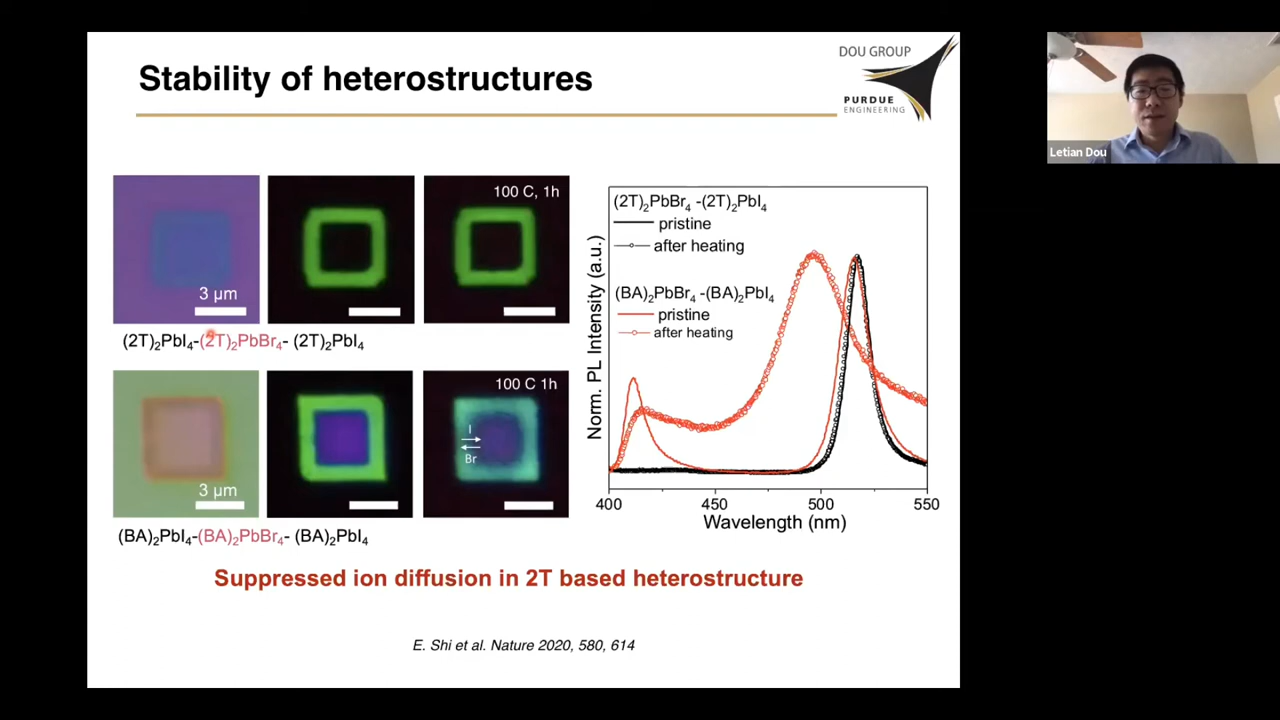 Stability of heterostructures
DOU GROUP
PURDUE
ENGINEERING
Letian Dou
3 µm
100 C, 1h
(2T)₂PbI₄-(2T)₂PbBr₄- (2T)₂PbI₄
3 µm
100 C 1h
I
Br
(BA)₂PbI₄-(BA)₂PbBr₄- (BA)₂PbI₄
(2T)₂PbBr₄ -(2T)₂PbI₄
pristine
after heating
(BA)₂PbBr₄ -(BA)₂PbI₄
pristine
after heating
Norm. PL Intensity (a.u.)
400 450 500 550
Wavelength (nm)
Suppressed ion diffusion in 2T based heterostructure
E. Shi et al. Nature 2020, 580, 614